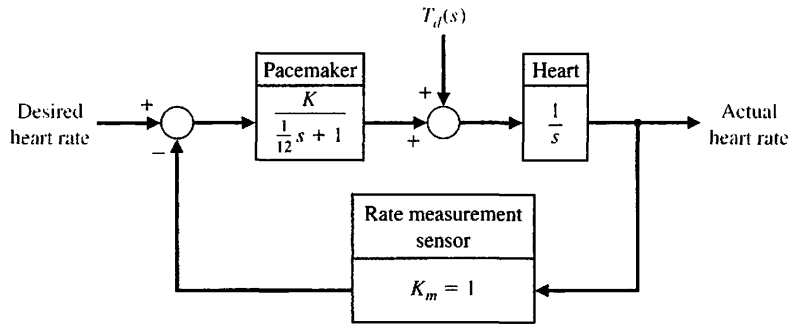 T_d(s)
Pacemaker
K
1/12 s + 1
Heart
1
s
+
−
+
+
Desired
heart rate
Actual
heart rate
Rate measurement
sensor
K_m = 1